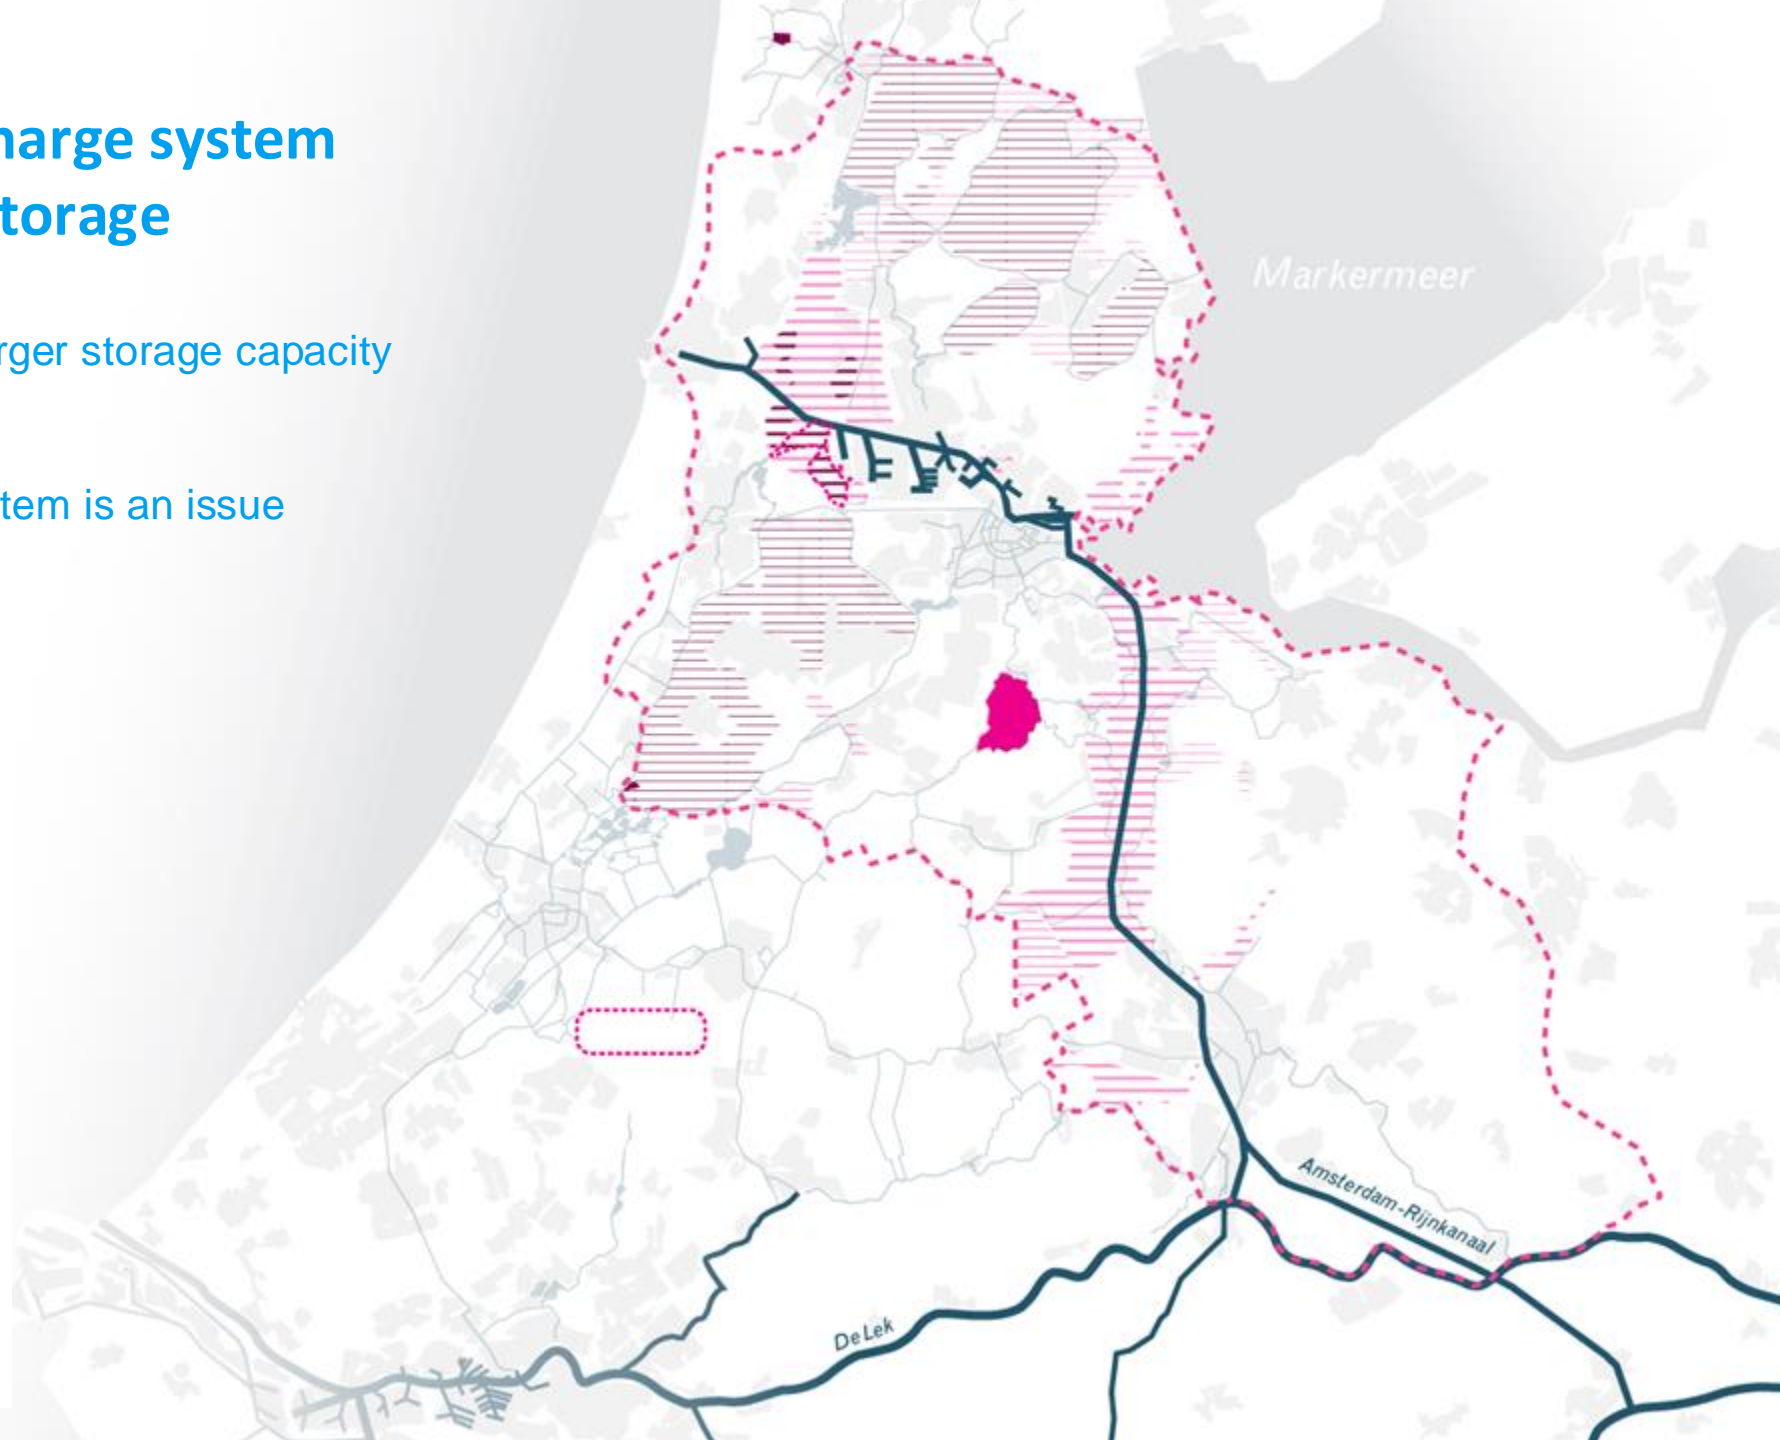 harge system
torage
rger storage capacity
tem is an issue
Markermeer
Amsterdam-Rijnkanaal
De Lek